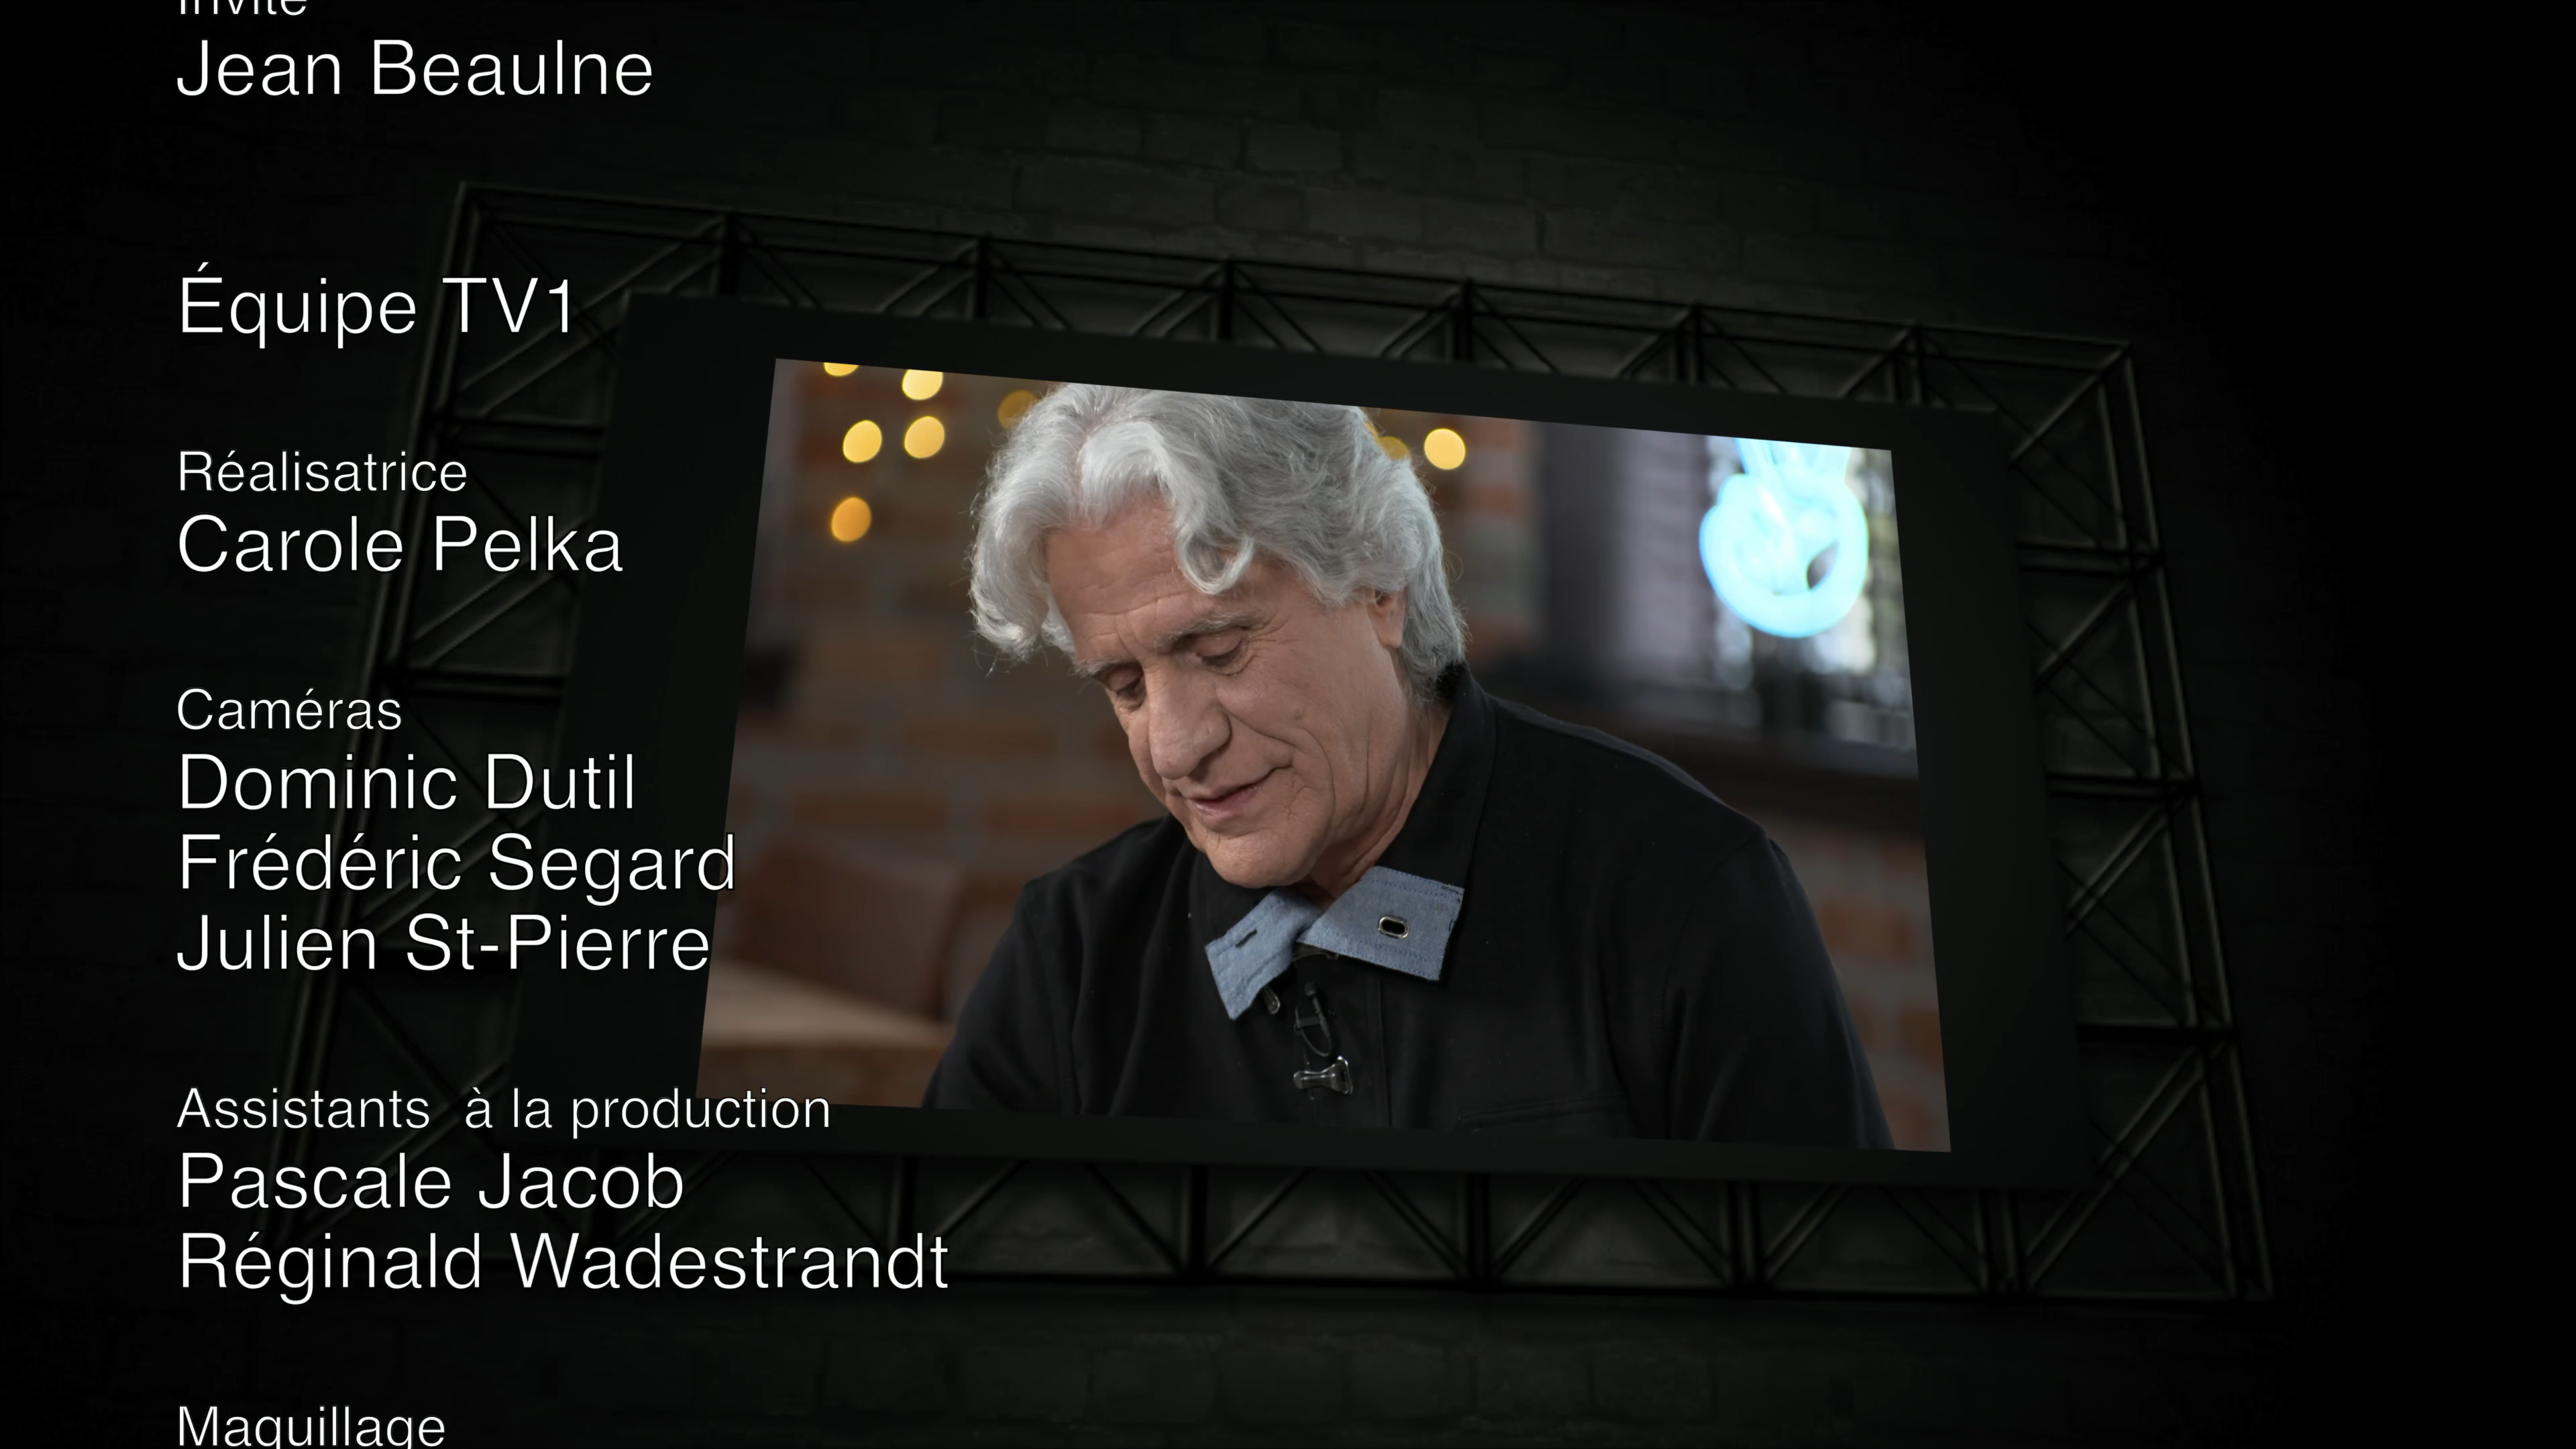 Invité
Jean Beaulne
Équipe TV1
Réalisatrice
Carole Pelka
Caméras
Dominic Dutil
Frédéric Segard
Julien St-Pierre
Assistants à la production
Pascale Jacob
Réginald Wadestrandt
Maquillage